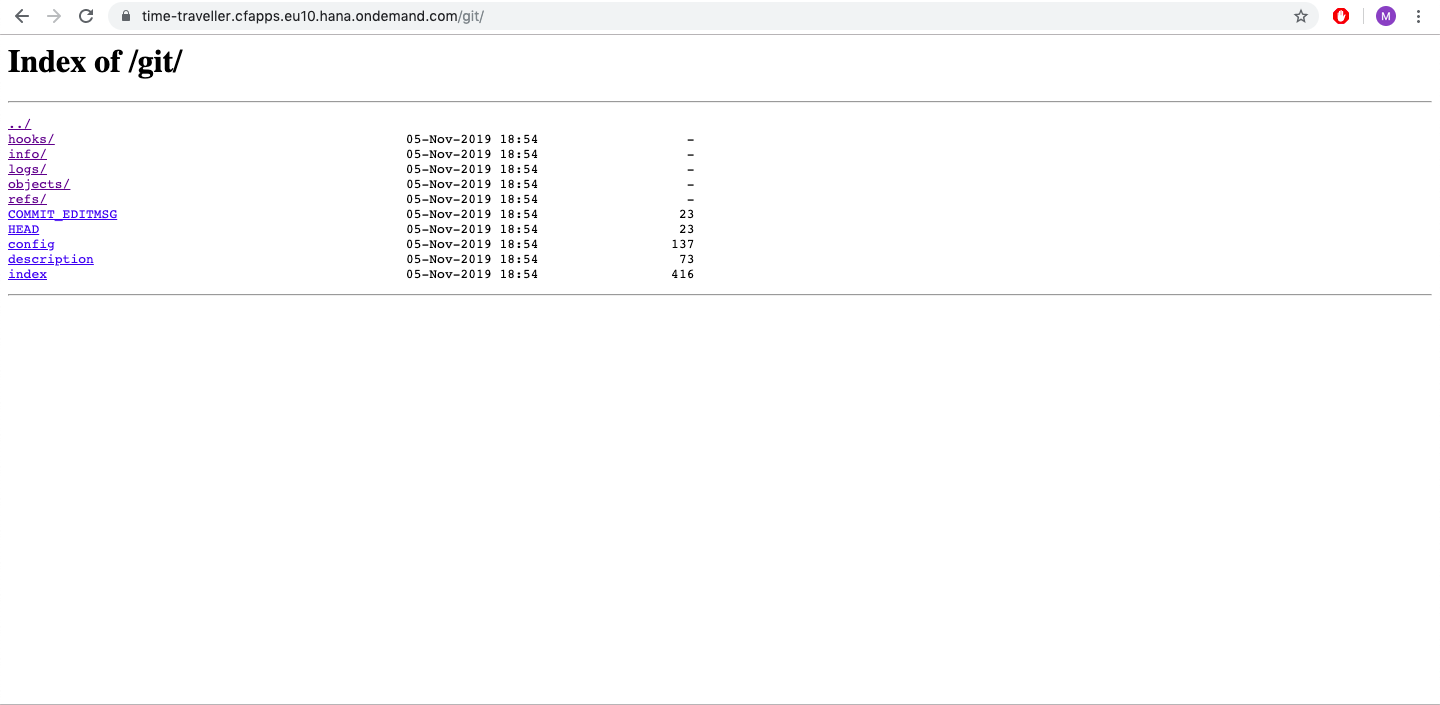 time-traveller.cfapps.eu10.hana.ondemand.com/git/
M
Index of /git/
../
hooks/ 05-Nov-2019 18:54 -
info/ 05-Nov-2019 18:54 -
logs/ 05-Nov-2019 18:54 -
objects/ 05-Nov-2019 18:54 -
refs/ 05-Nov-2019 18:54 -
COMMIT_EDITMSG 05-Nov-2019 18:54 23
HEAD 05-Nov-2019 18:54 23
config 05-Nov-2019 18:54 137
description 05-Nov-2019 18:54 73
index 05-Nov-2019 18:54 416